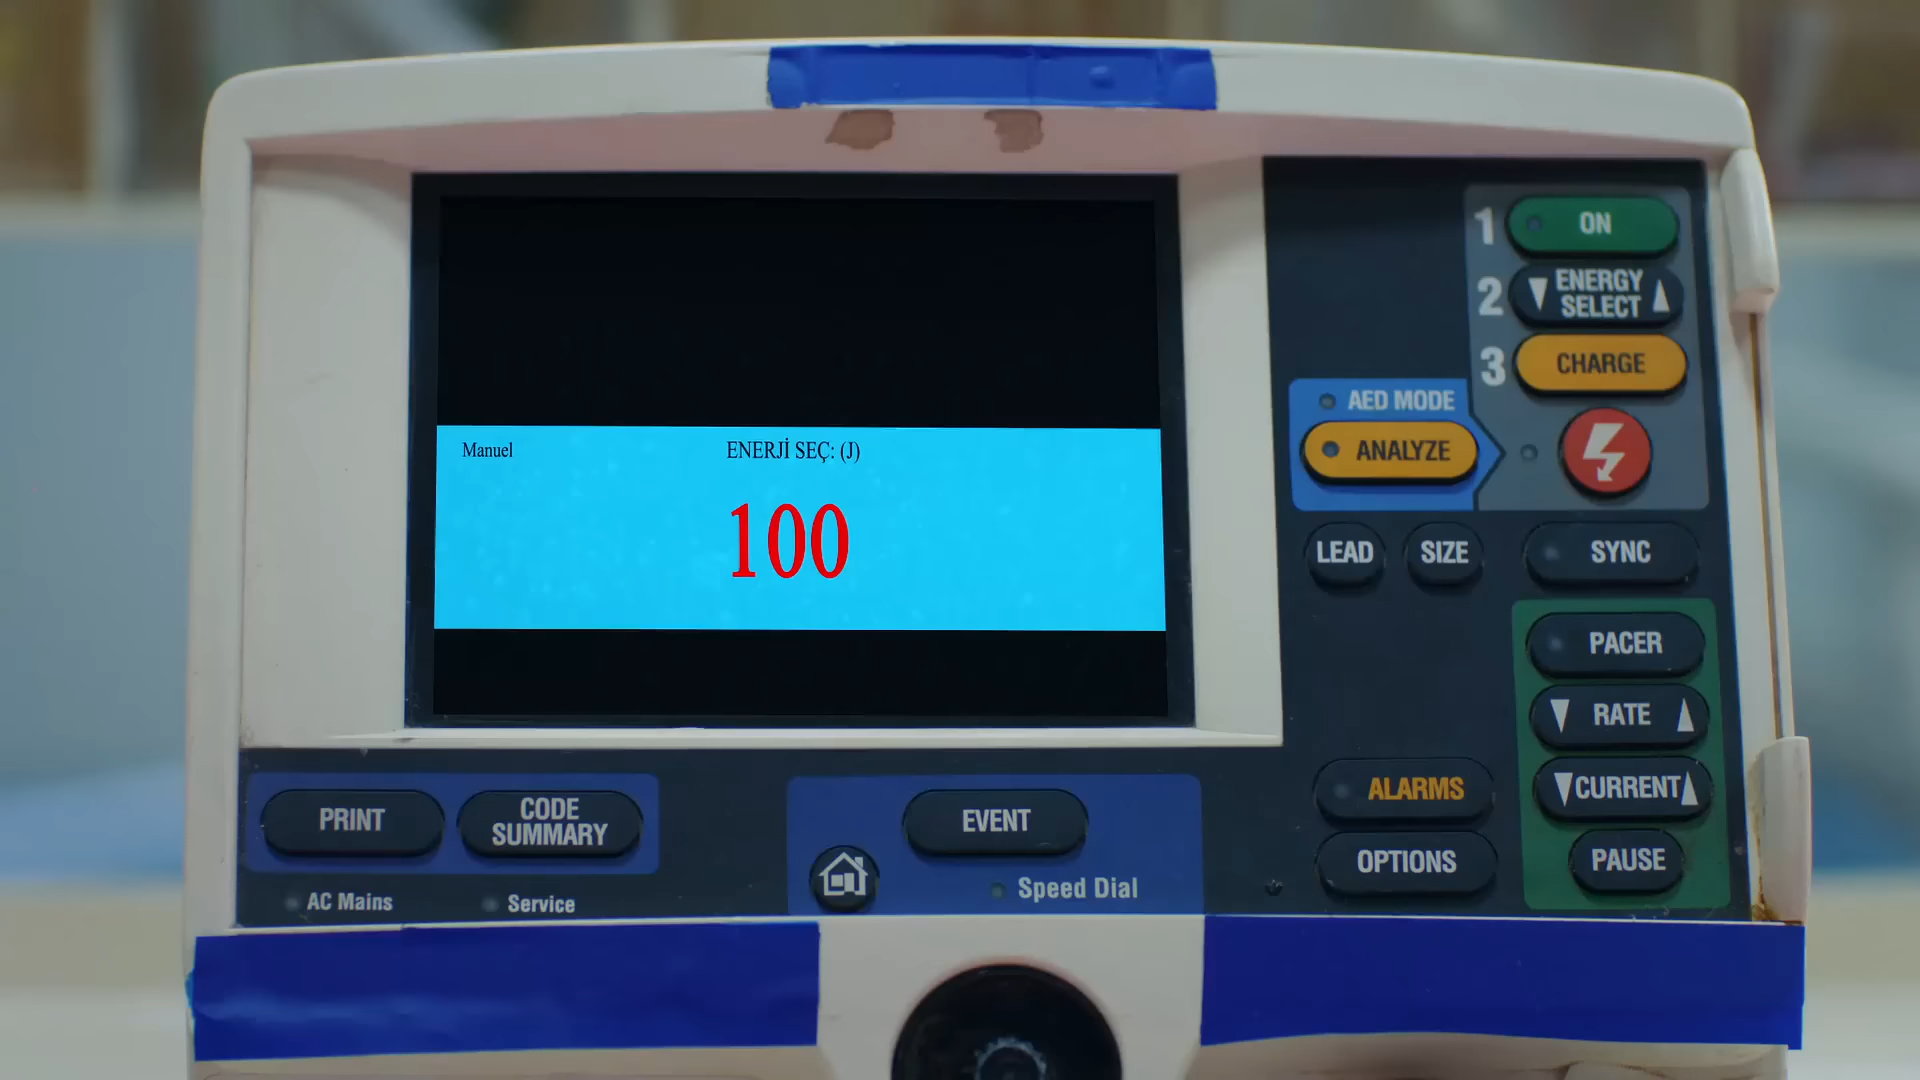 1 ON
2 ENERGY SELECT
3 CHARGE
AED MODE
ANALYZE
Manuel
ENERJİ SEÇ: (J)
100
LEAD
SIZE
SYNC
PACER
RATE
CURRENT
PAUSE
ALARMS
OPTIONS
PRINT
CODE
SUMMARY
EVENT
Speed Dial
AC Mains
Service